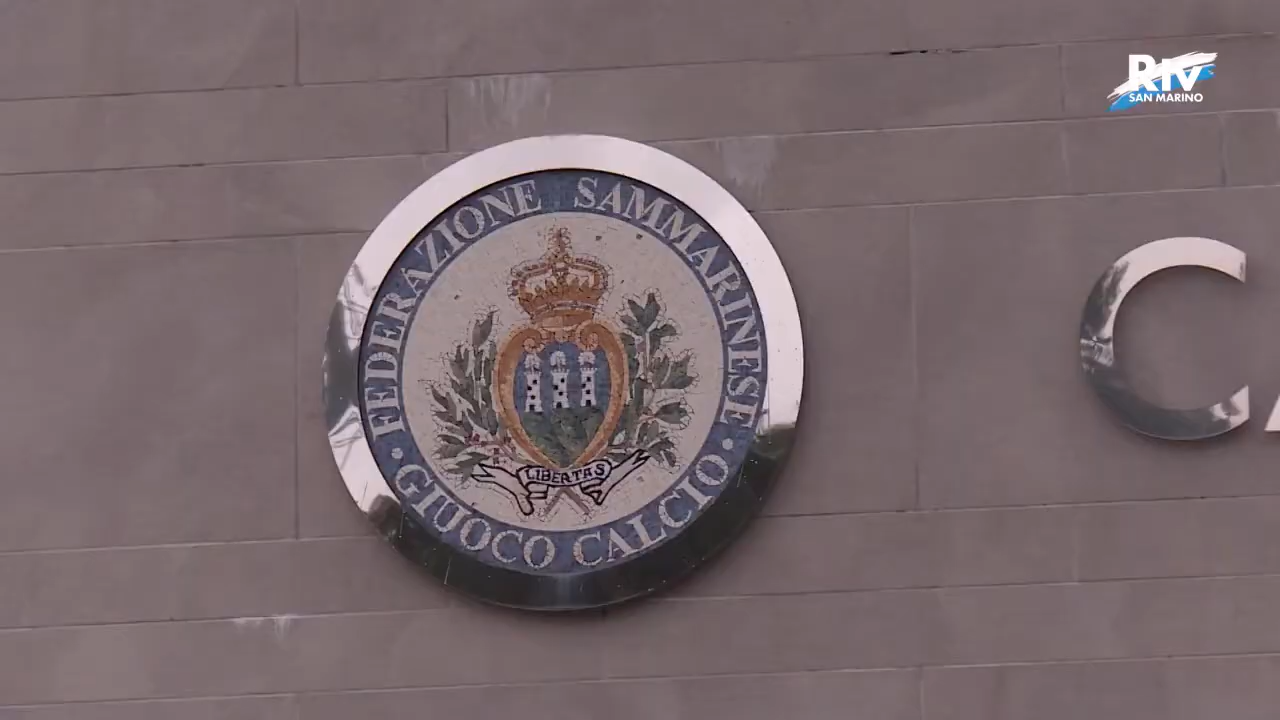 RTV
SAN MARINO
FEDERAZIONE SAMMARINESE
• GIUOCO CALCIO •
LIBERTAS
C